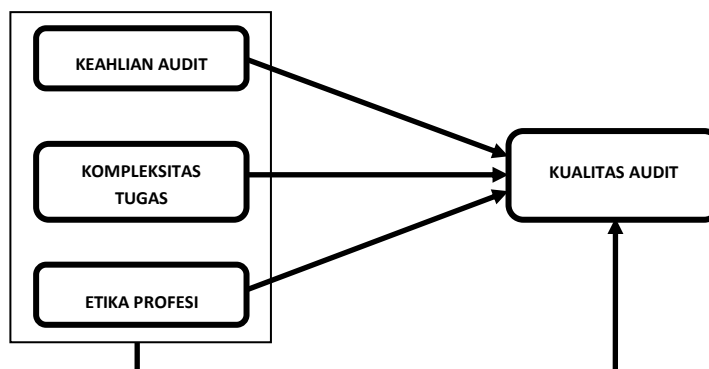 KEAHLIAN AUDIT
KOMPLEKSITAS
TUGAS
KUALITAS AUDIT
ETIKA PROFESI